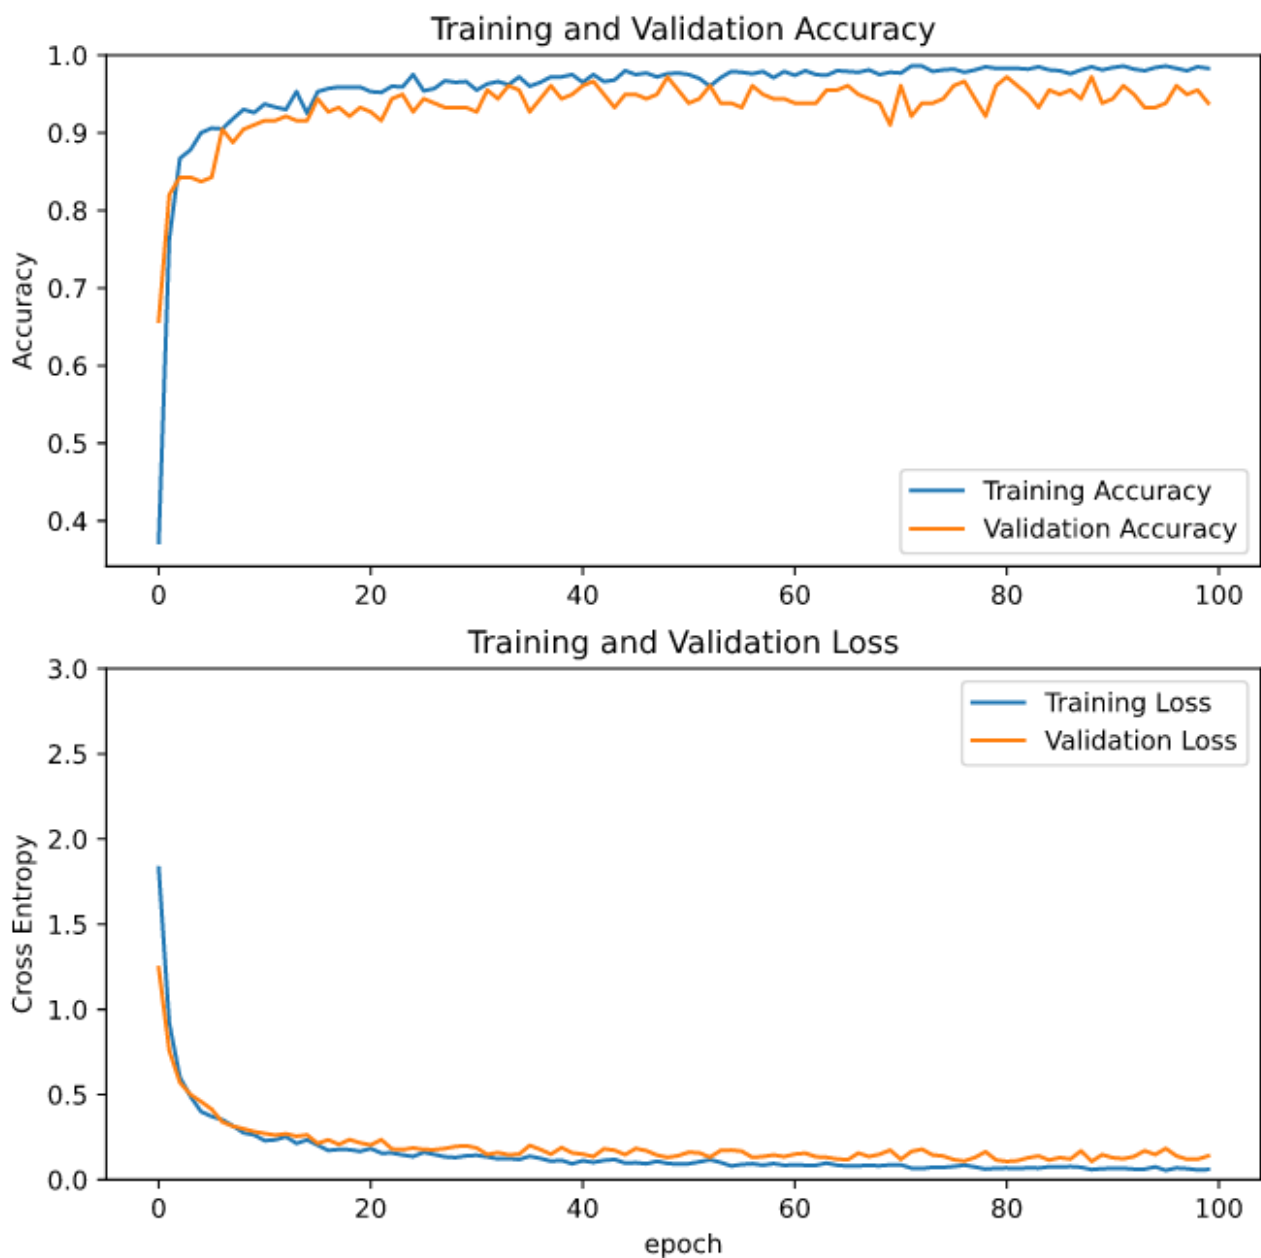 Training and Validation Accuracy
1.0
0.9
0.8
0.7
0.6
0.5
0.4
Accuracy
Training Accuracy
Validation Accuracy
0 20 40 60 80 100
Training and Validation Loss
3.0
2.5
2.0
1.5
1.0
0.5
0.0
Cross Entropy
Training Loss
Validation Loss
0 20 40 60 80 100
epoch